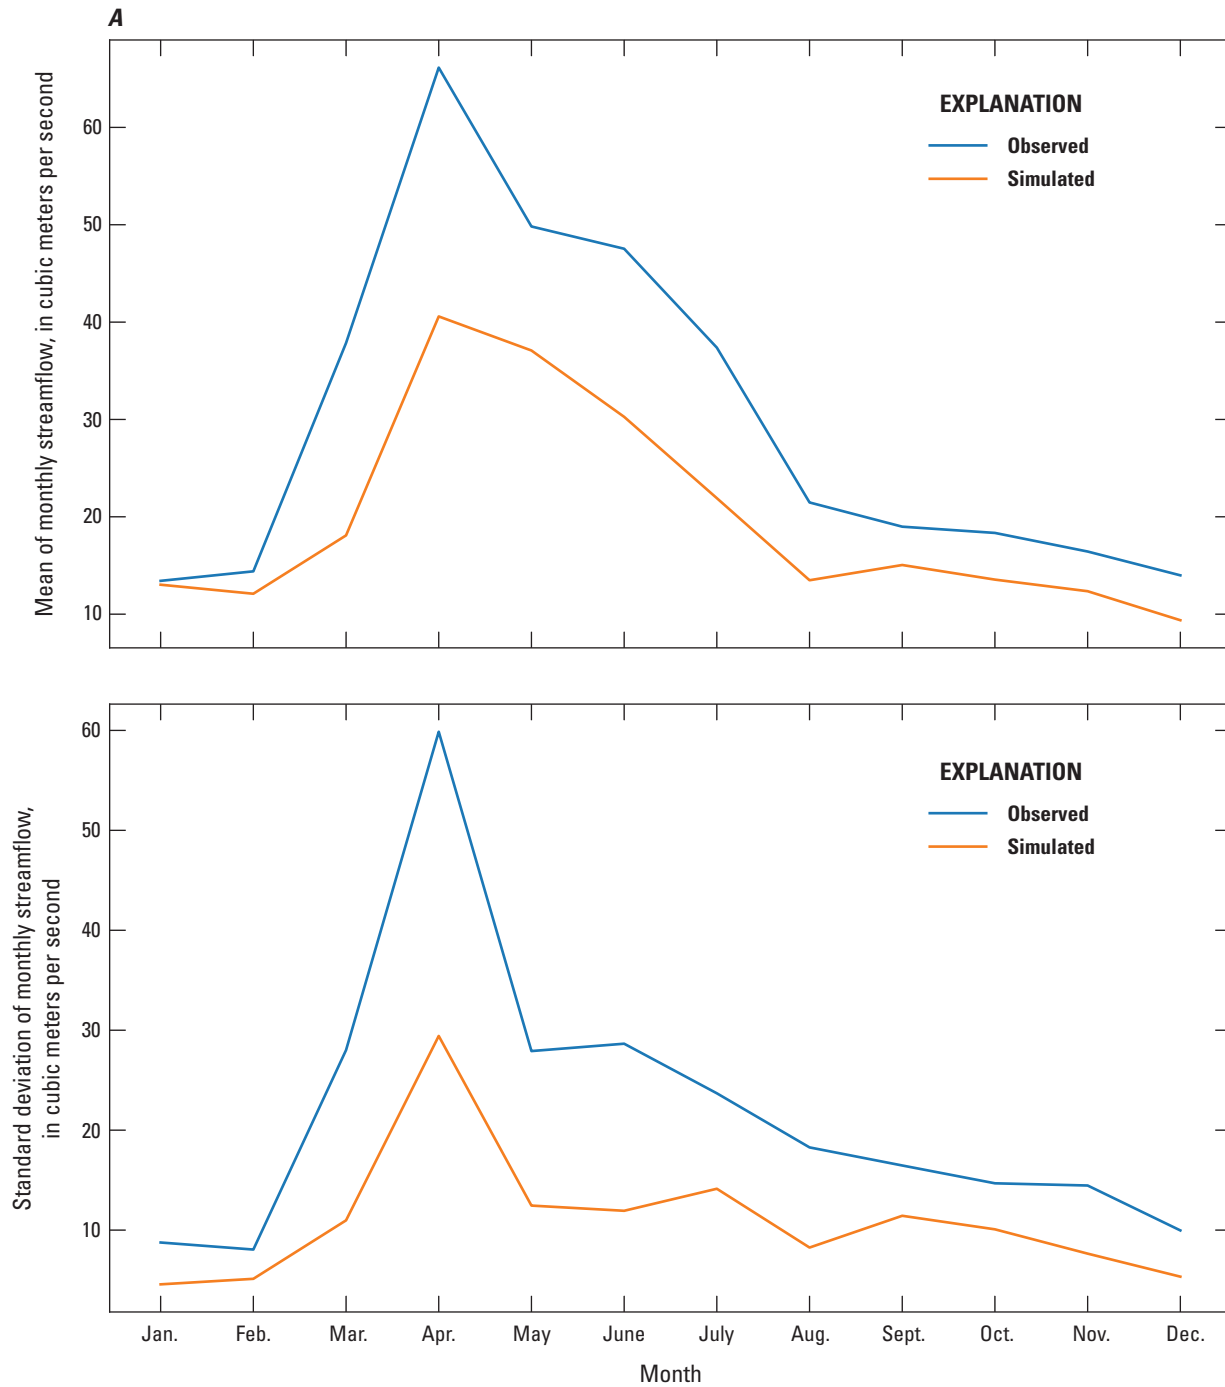 A
Mean of monthly streamflow, in cubic meters per second
60
50
40
30
20
10
EXPLANATION
Observed
Simulated
Standard deviation of monthly streamflow,
in cubic meters per second
60
50
40
30
20
10
EXPLANATION
Observed
Simulated
Jan. Feb. Mar. Apr. May June July Aug. Sept. Oct. Nov. Dec.
Month